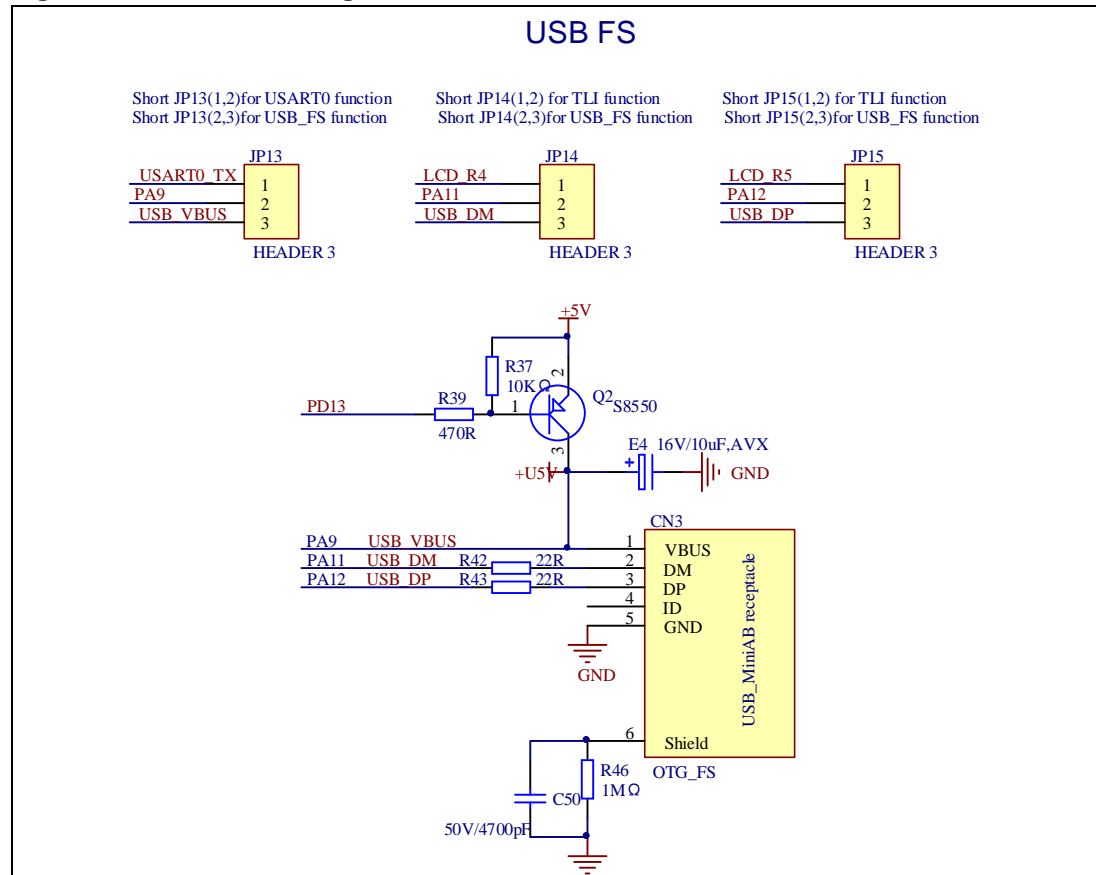 USB FS
Short JP13(1,2)for USART0 function
Short JP13(2,3)for USB_FS function
Short JP14(1,2) for TLI function
Short JP14(2,3)for USB_FS function
Short JP15(1,2) for TLI function
Short JP15(2,3)for USB_FS function
JP13
USART0_TX 1
PA9 2
USB_VBUS 3
HEADER 3
JP14
LCD_R4 1
PA11 2
USB_DM 3
HEADER 3
JP15
LCD_R5 1
PA12 2
USB_DP 3
HEADER 3
+5V
R37
10KΩ
2
Q2 S8550
PD13
R39
470R
1
3
+U5V
E4 16V/10uF,AVX
+
GND
CN3
PA9 USB_VBUS 1 VBUS
PA11 USB_DM R42 22R 2 DM
PA12 USB_DP R43 22R 3 DP
4 ID
5 GND
GND
USB_MiniAB receptacle
6 Shield
OTG_FS
R46
1MΩ
C50
50V/4700pF